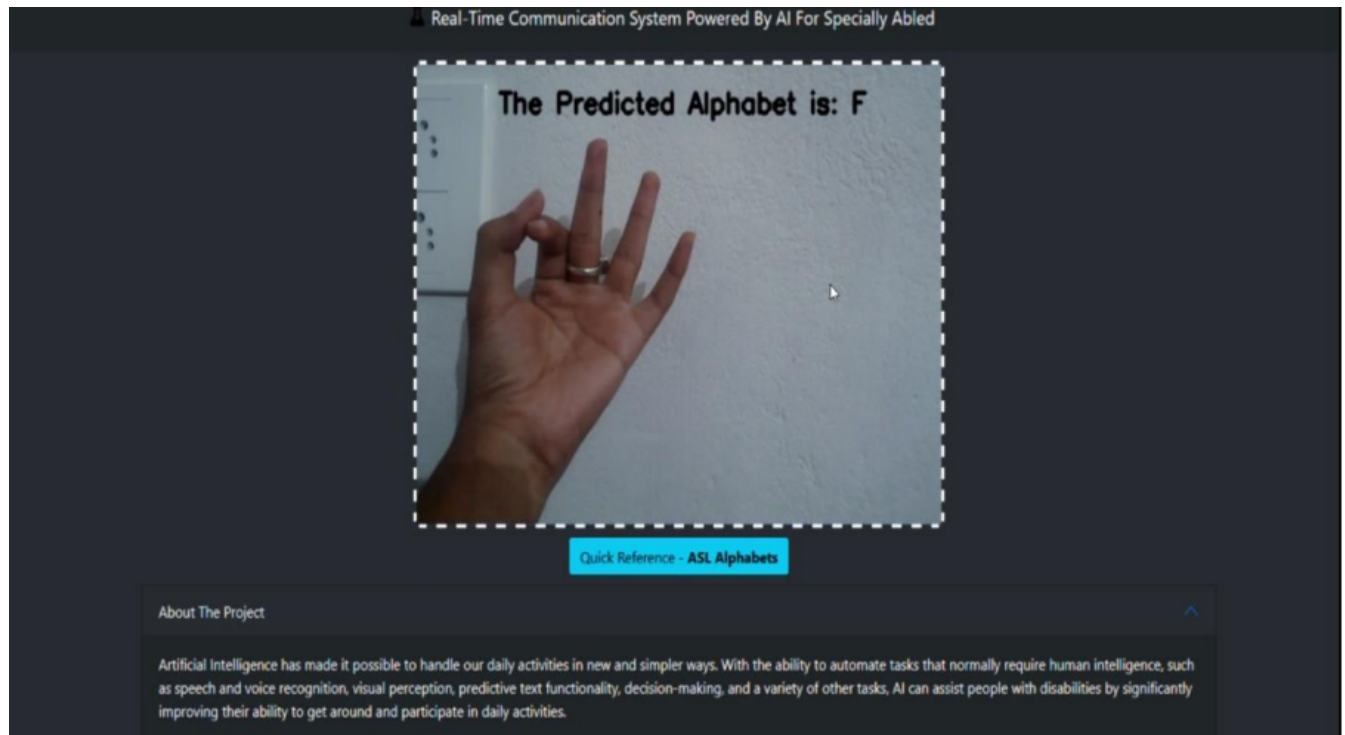 Real-Time Communication System Powered By AI For Specially Abled
The Predicted Alphabet is: F
Quick Reference - ASL Alphabets
About The Project
Artificial Intelligence has made it possible to handle our daily activities in new and simpler ways. With the ability to automate tasks that normally require human intelligence, such
as speech and voice recognition, visual perception, predictive text functionality, decision-making, and a variety of other tasks, AI can assist people with disabilities by significantly
improving their ability to get around and participate in daily activities.